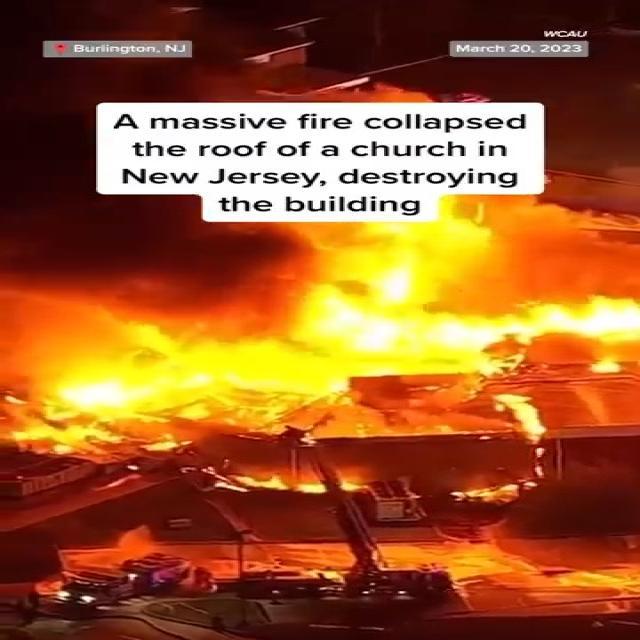 WCAU
Burlington, NJ
March 20, 2023
A massive fire collapsed
the roof of a church in
New Jersey, destroying
the building